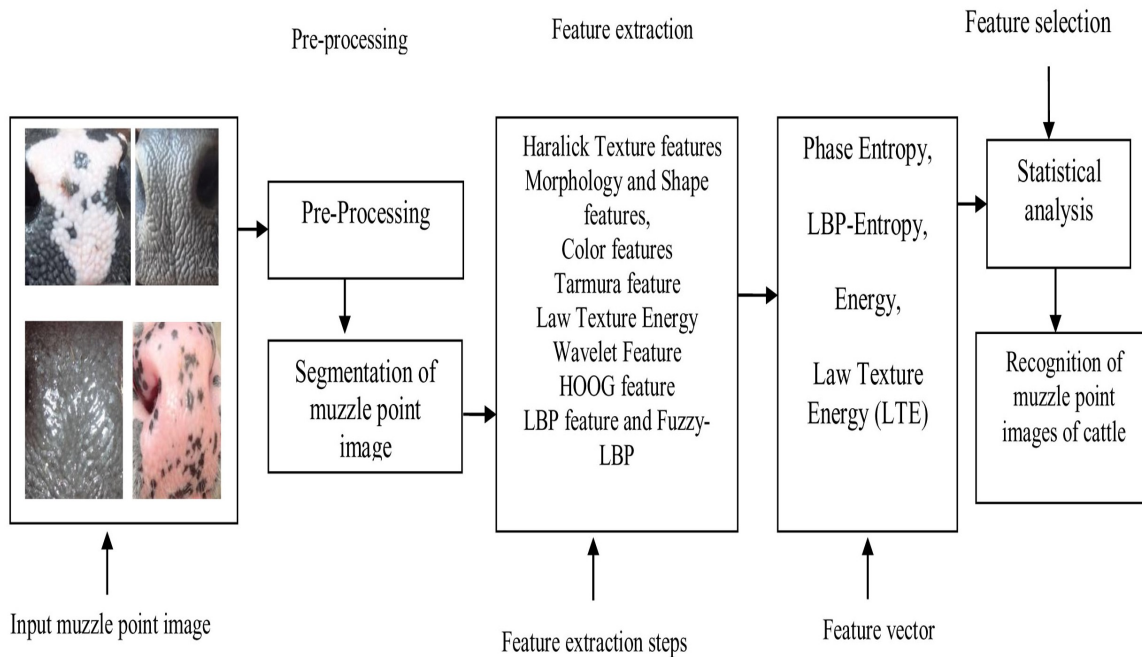 Pre-processing
Feature extraction
Feature selection
Pre-Processing
Segmentation of
muzzle point
image
Haralick Texture features
Morphology and Shape
features,
Color features
Tarmura feature
Law Texture Energy
Wavelet Feature
HOOG feature
LBP feature and Fuzzy-
LBP
Phase Entropy,
LBP-Entropy,
Energy,
Law Texture
Energy (LTE)
Statistical
analysis
Recognition of
muzzle point
images of cattle
Input muzzle point image
Feature extraction steps
Feature vector